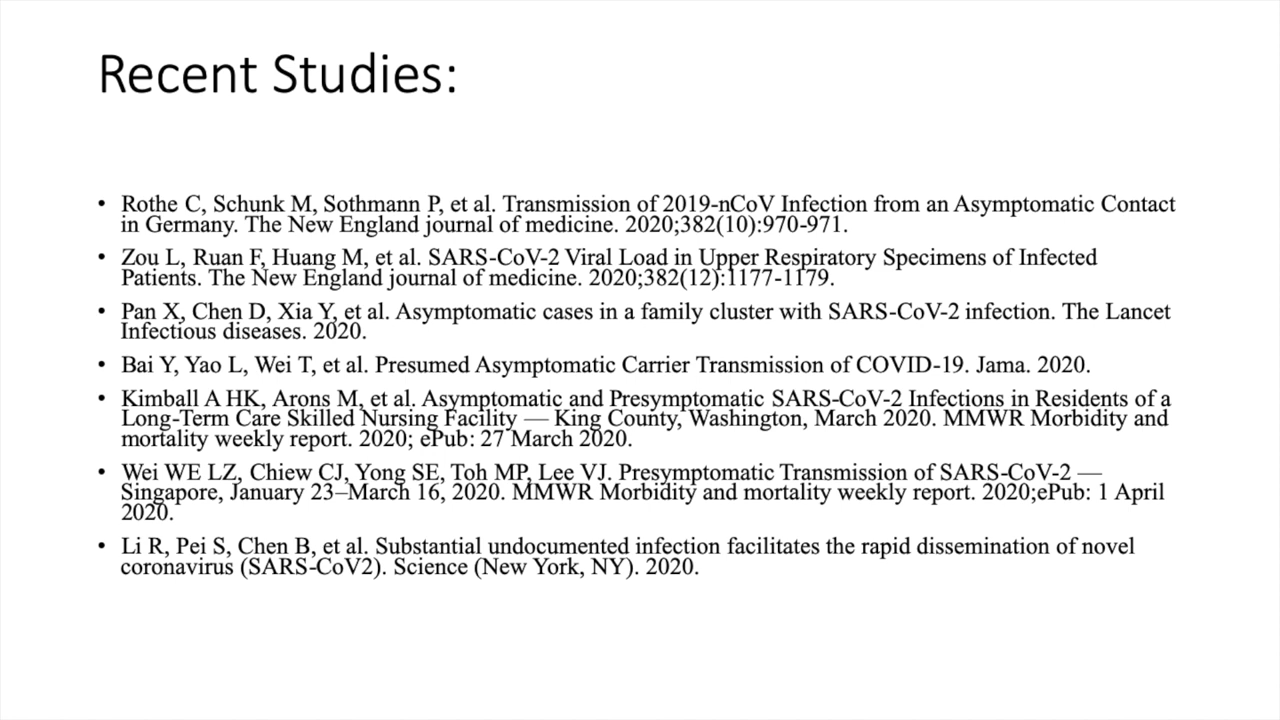 Recent Studies:
• Rothe C, Schunk M, Sothmann P, et al. Transmission of 2019-nCoV Infection from an Asymptomatic Contact
in Germany. The New England journal of medicine. 2020;382(10):970-971.
• Zou L, Ruan F, Huang M, et al. SARS-CoV-2 Viral Load in Upper Respiratory Specimens of Infected
Patients. The New England journal of medicine. 2020;382(12):1177-1179.
• Pan X, Chen D, Xia Y, et al. Asymptomatic cases in a family cluster with SARS-CoV-2 infection. The Lancet
Infectious diseases. 2020.
• Bai Y, Yao L, Wei T, et al. Presumed Asymptomatic Carrier Transmission of COVID-19. Jama. 2020.
• Kimball A HK, Arons M, et al. Asymptomatic and Presymptomatic SARS-CoV-2 Infections in Residents of a
Long-Term Care Skilled Nursing Facility — King County, Washington, March 2020. MMWR Morbidity and
mortality weekly report. 2020; ePub: 27 March 2020.
• Wei WE LZ, Chiew CJ, Yong SE, Toh MP, Lee VJ. Presymptomatic Transmission of SARS-CoV-2 —
Singapore, January 23–March 16, 2020. MMWR Morbidity and mortality weekly report. 2020;ePub: 1 April
2020.
• Li R, Pei S, Chen B, et al. Substantial undocumented infection facilitates the rapid dissemination of novel
coronavirus (SARS-CoV2). Science (New York, NY). 2020.